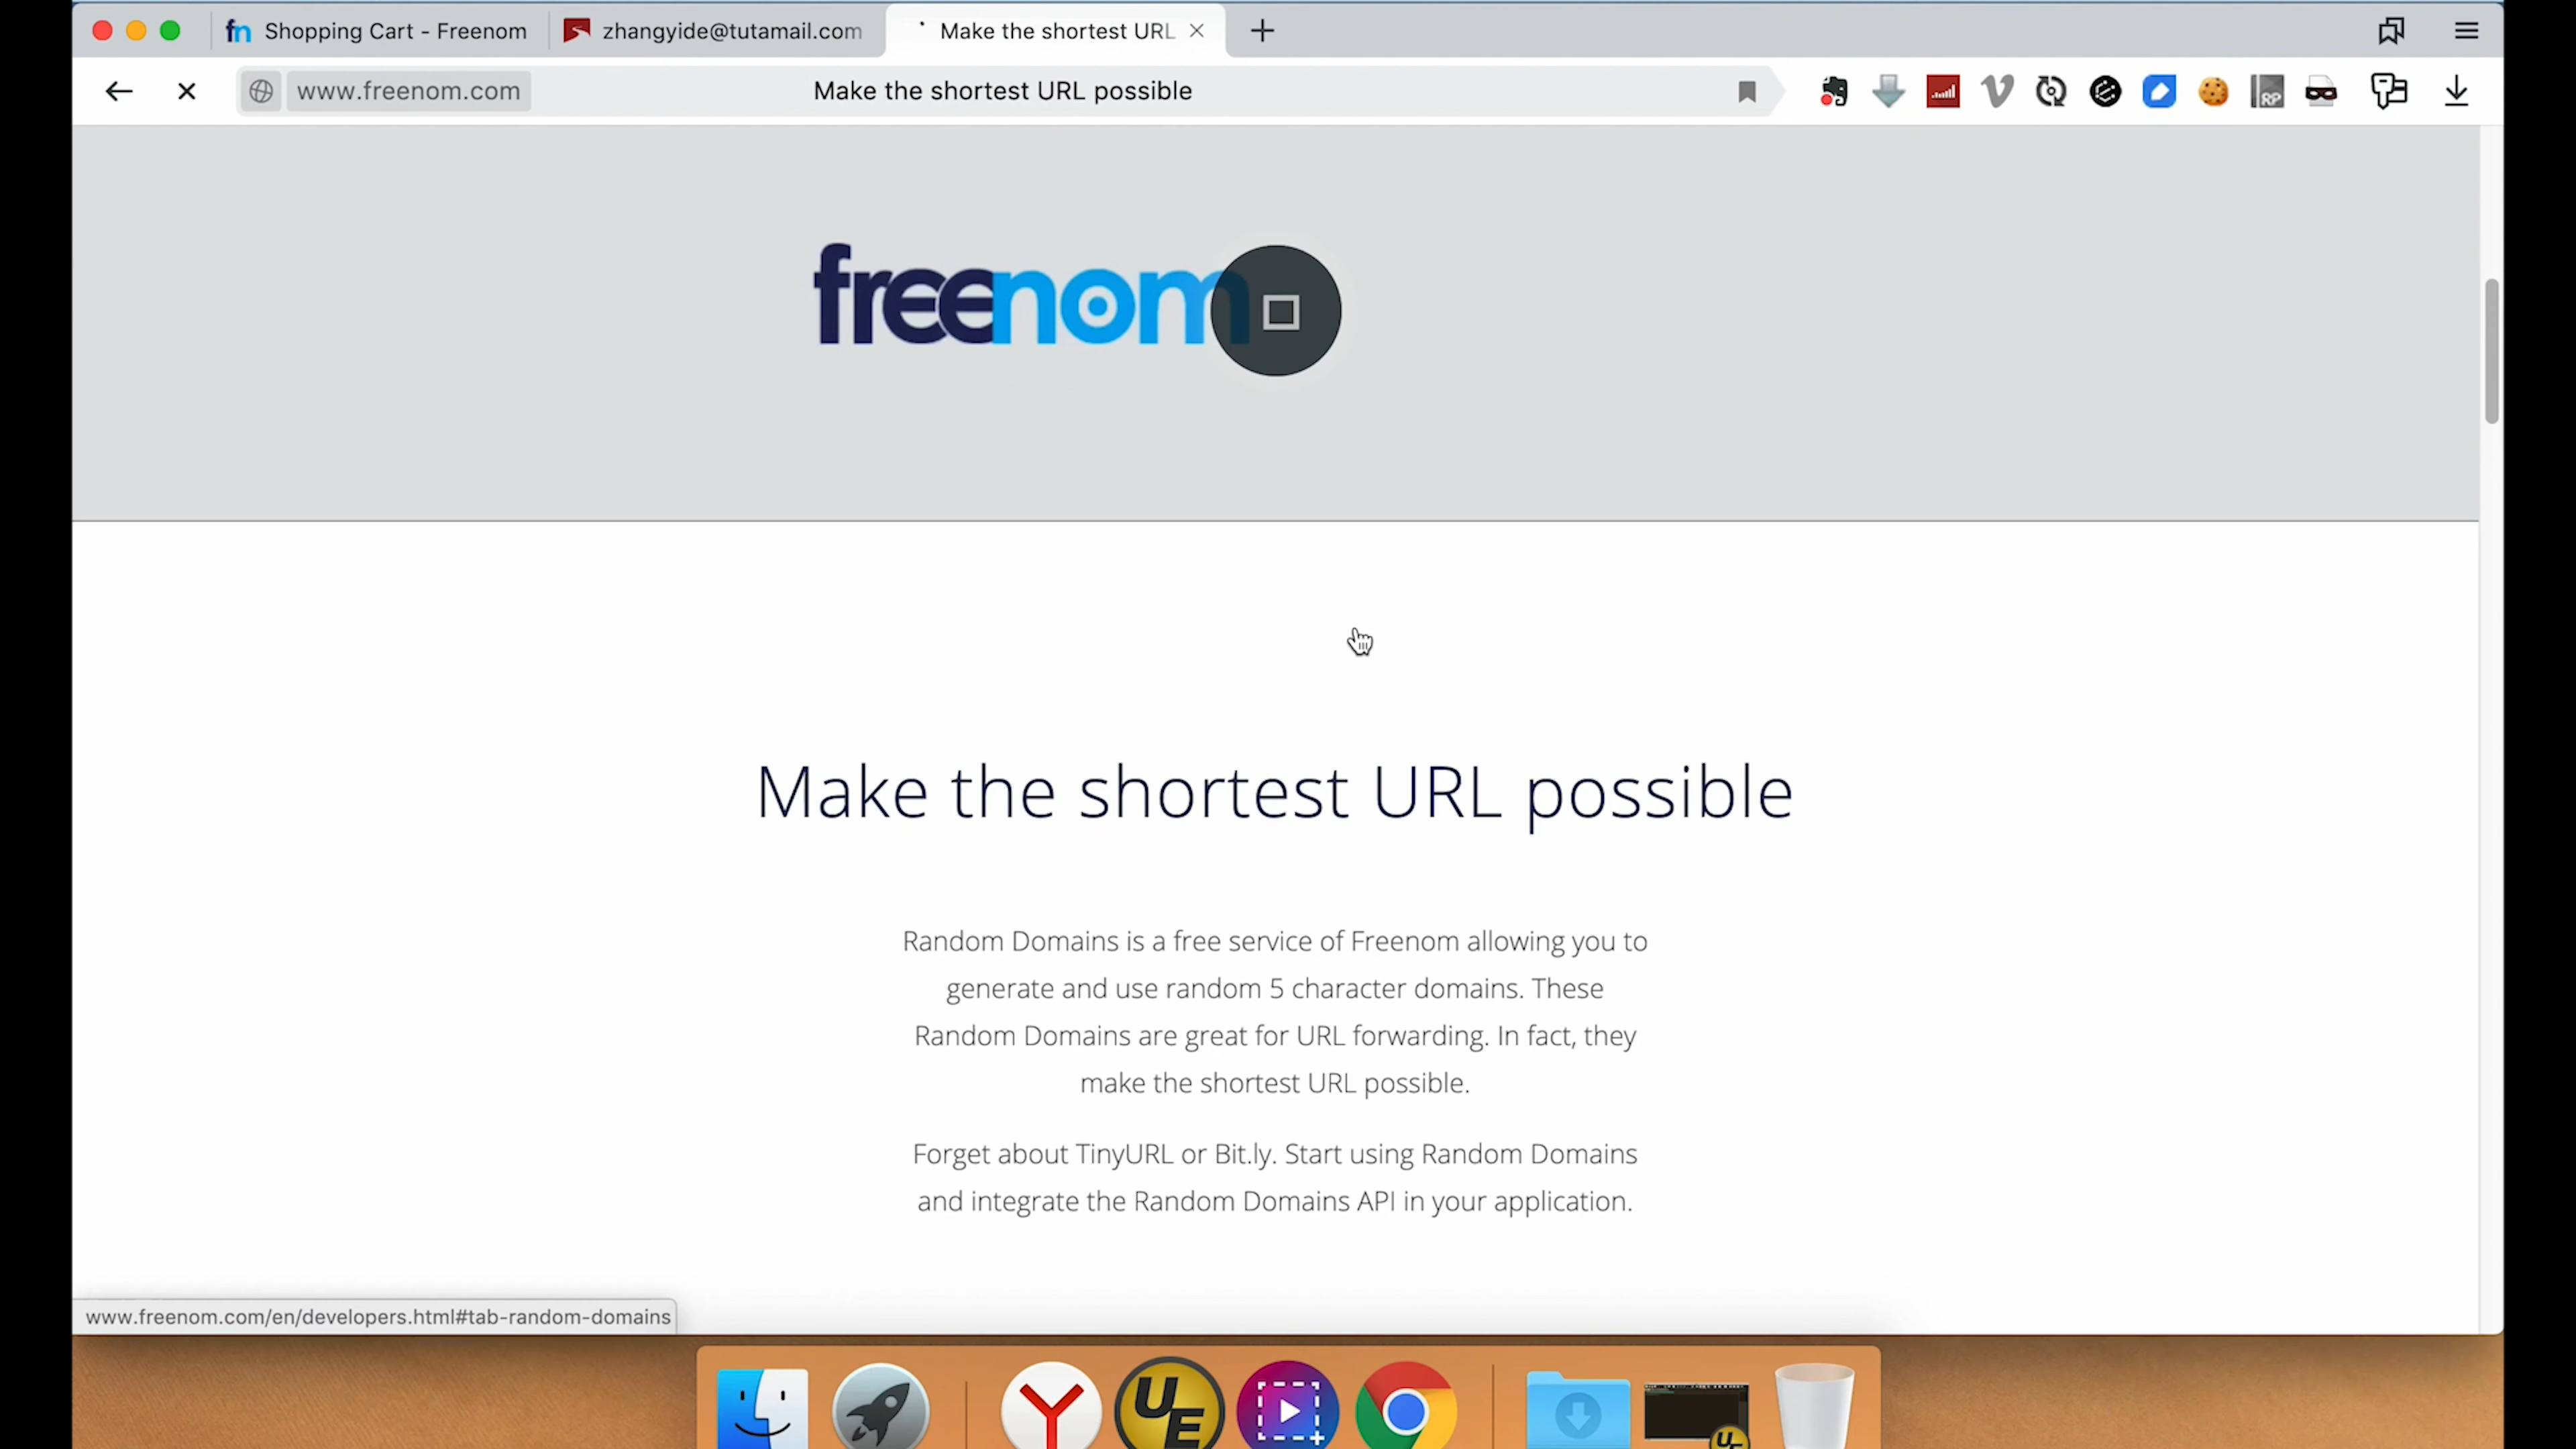 fn Shopping Cart - Freenom
zhangyide@tutamail.com
Make the shortest URL
www.freenom.com
Make the shortest URL possible
RP
freenom
Make the shortest URL possible
Random Domains is a free service of Freenom allowing you to
generate and use random 5 character domains. These
Random Domains are great for URL forwarding. In fact, they
make the shortest URL possible.
Forget about TinyURL or Bit.ly. Start using Random Domains
and integrate the Random Domains API in your application.
www.freenom.com/en/developers.html#tab-random-domains
UE
UE